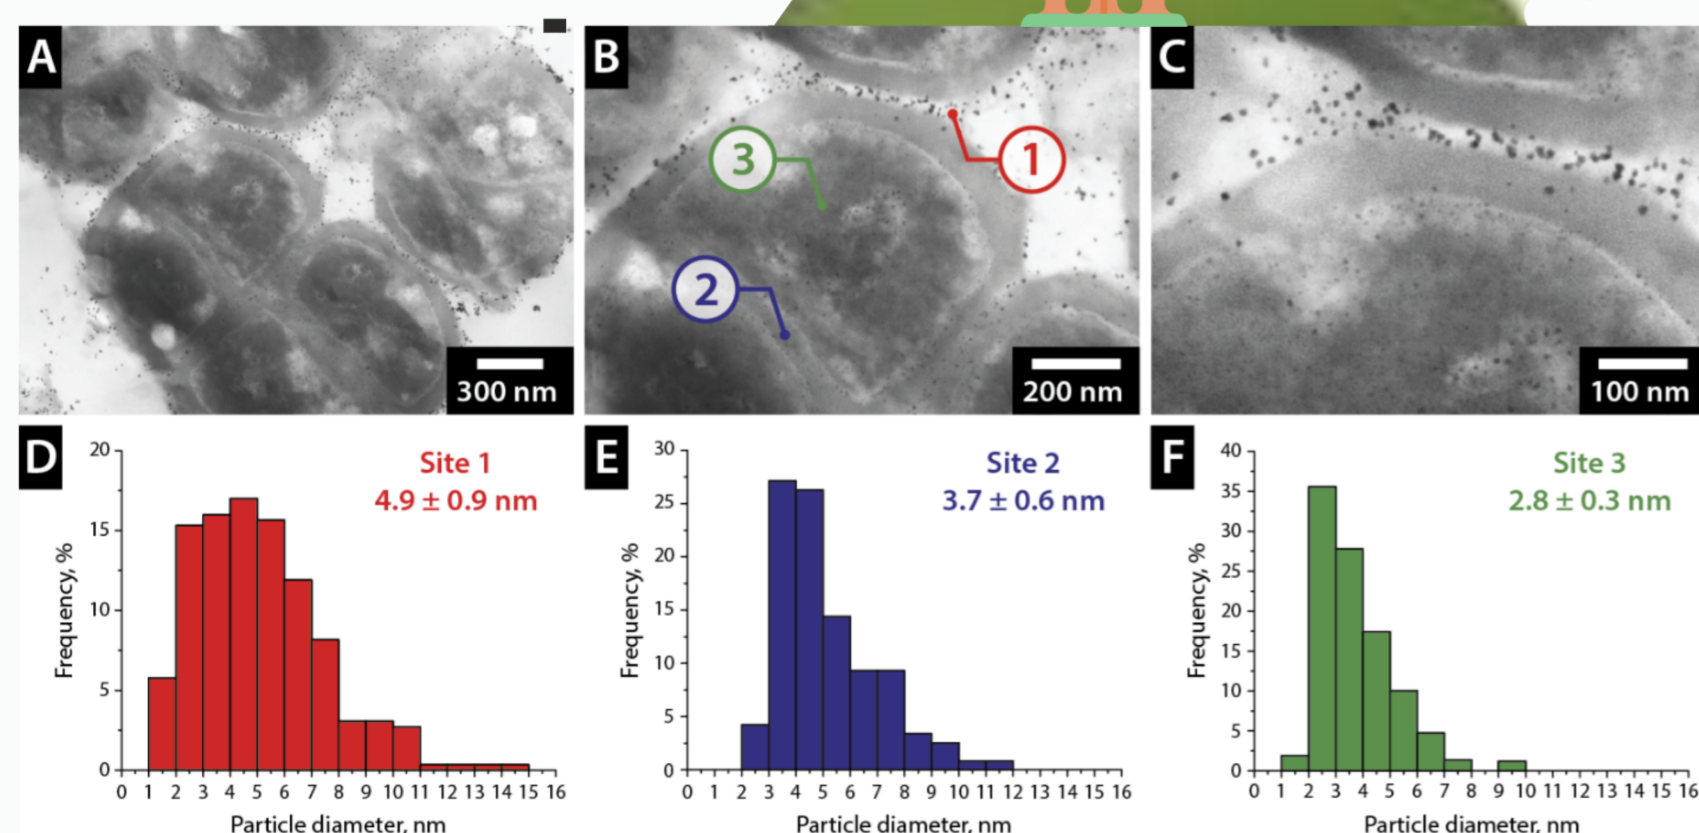 A
B
C
3
1
2
300 nm
200 nm
100 nm
D
E
F
Site 1
4.9 ± 0.9 nm
Site 2
3.7 ± 0.6 nm
Site 3
2.8 ± 0.3 nm
Frequency, %
20
15
10
5
0
0 1 2 3 4 5 6 7 8 9 10 11 12 13 14 15 16
Particle diameter, nm
Frequency, %
30
25
20
15
10
5
0
0 1 2 3 4 5 6 7 8 9 10 11 12 13 14 15 16
Particle diameter, nm
Frequency, %
40
35
30
25
20
15
10
5
0
0 1 2 3 4 5 6 7 8 9 10 11 12 13 14 15 16
Particle diameter, nm